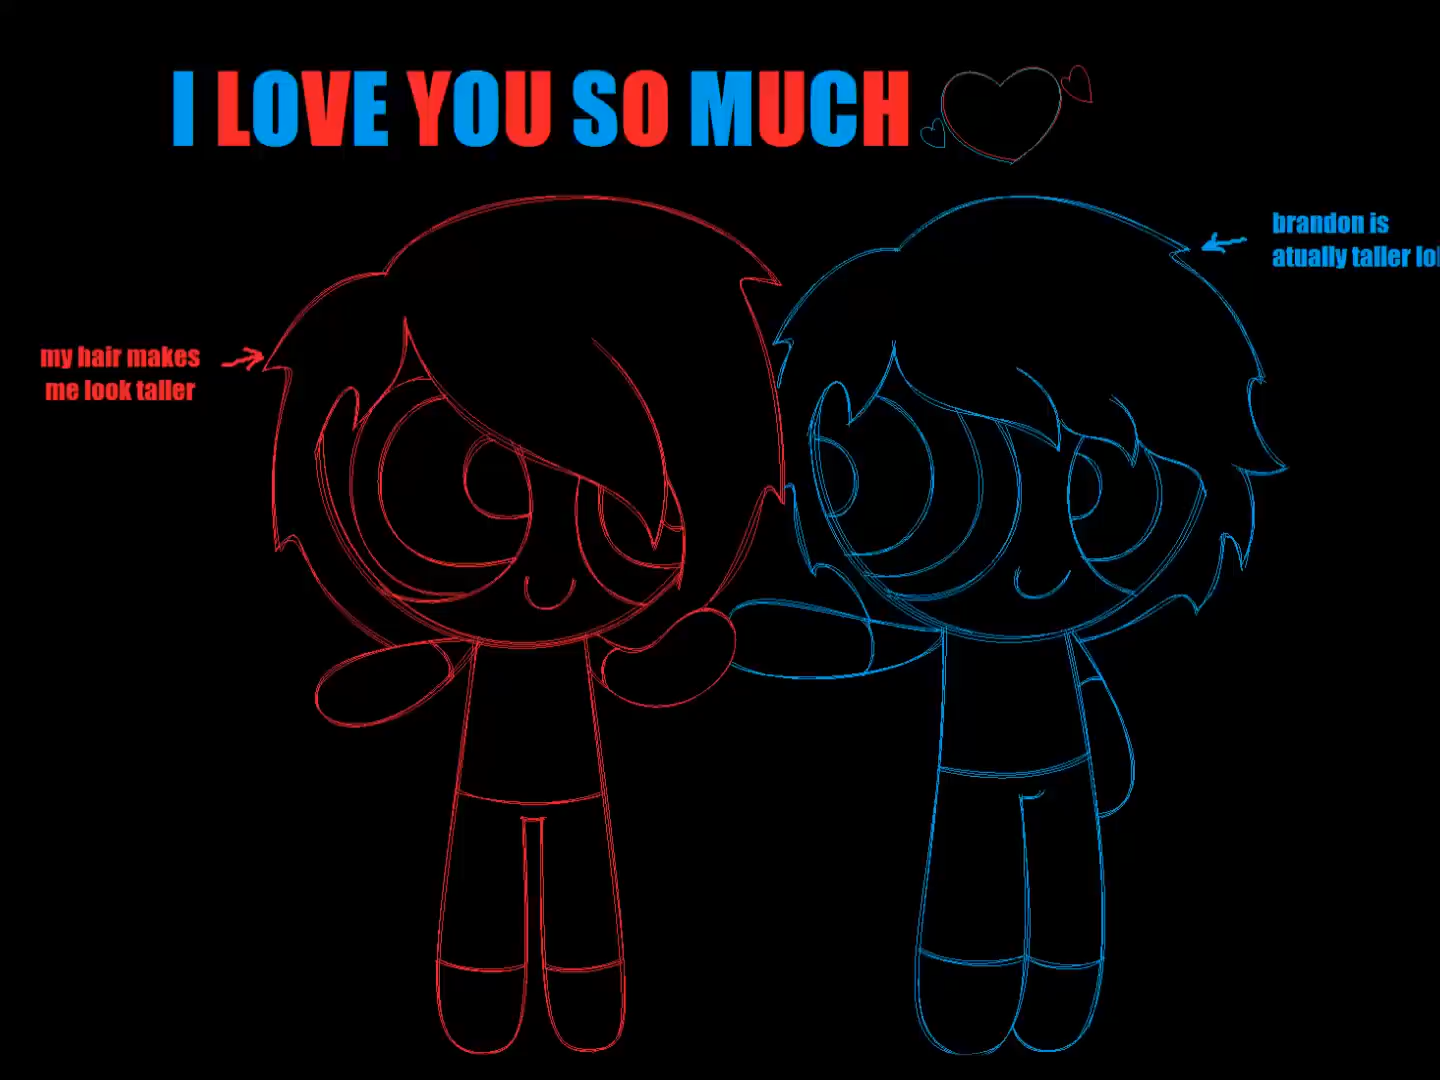 I LOVE YOU SO MUCH
brandon is
atually taller lol
my hair makes
me look taller